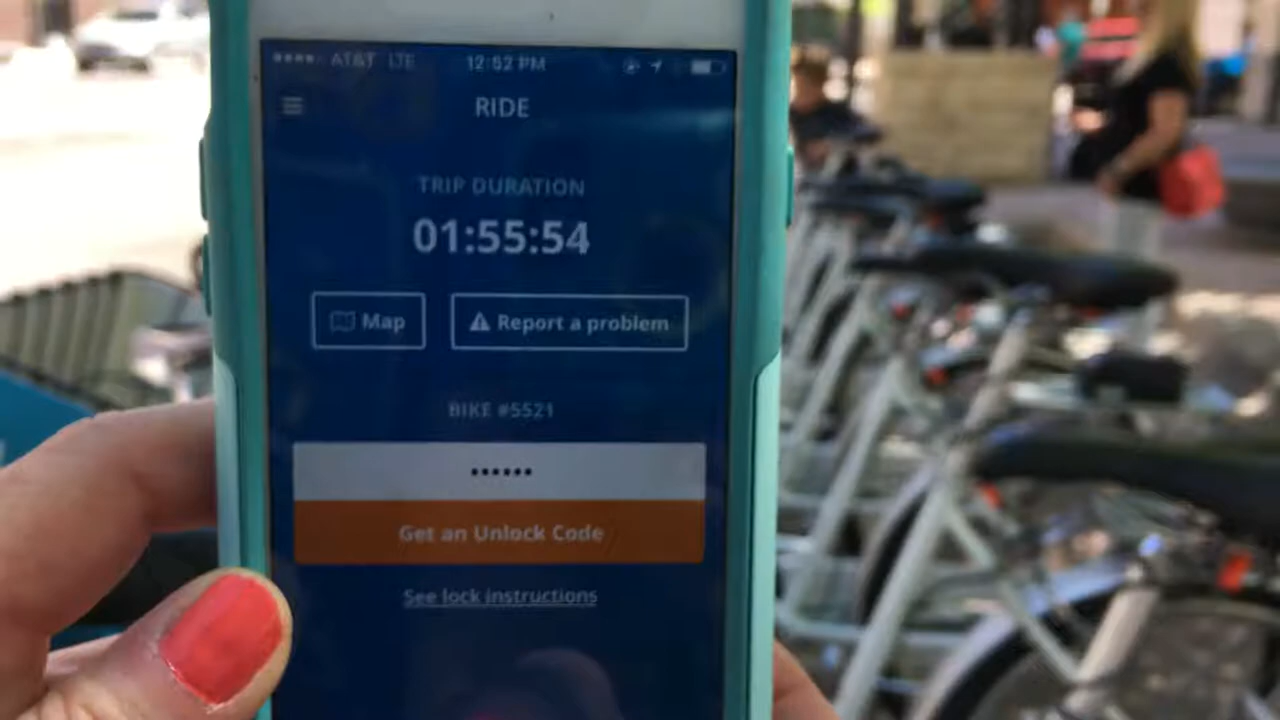 AT&T LTE 12:52 PM
RIDE
TRIP DURATION
01:55:54
Map
Report a problem
BIKE #5521
••••••
Get an Unlock Code
See lock instructions